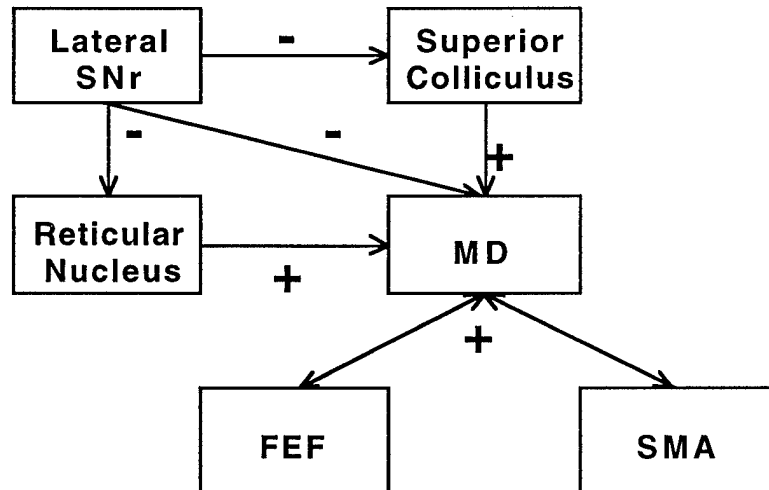 Lateral
SNr
-
Superior
Colliculus
-
-
+
Reticular
Nucleus
+
MD
+
FEF
SMA